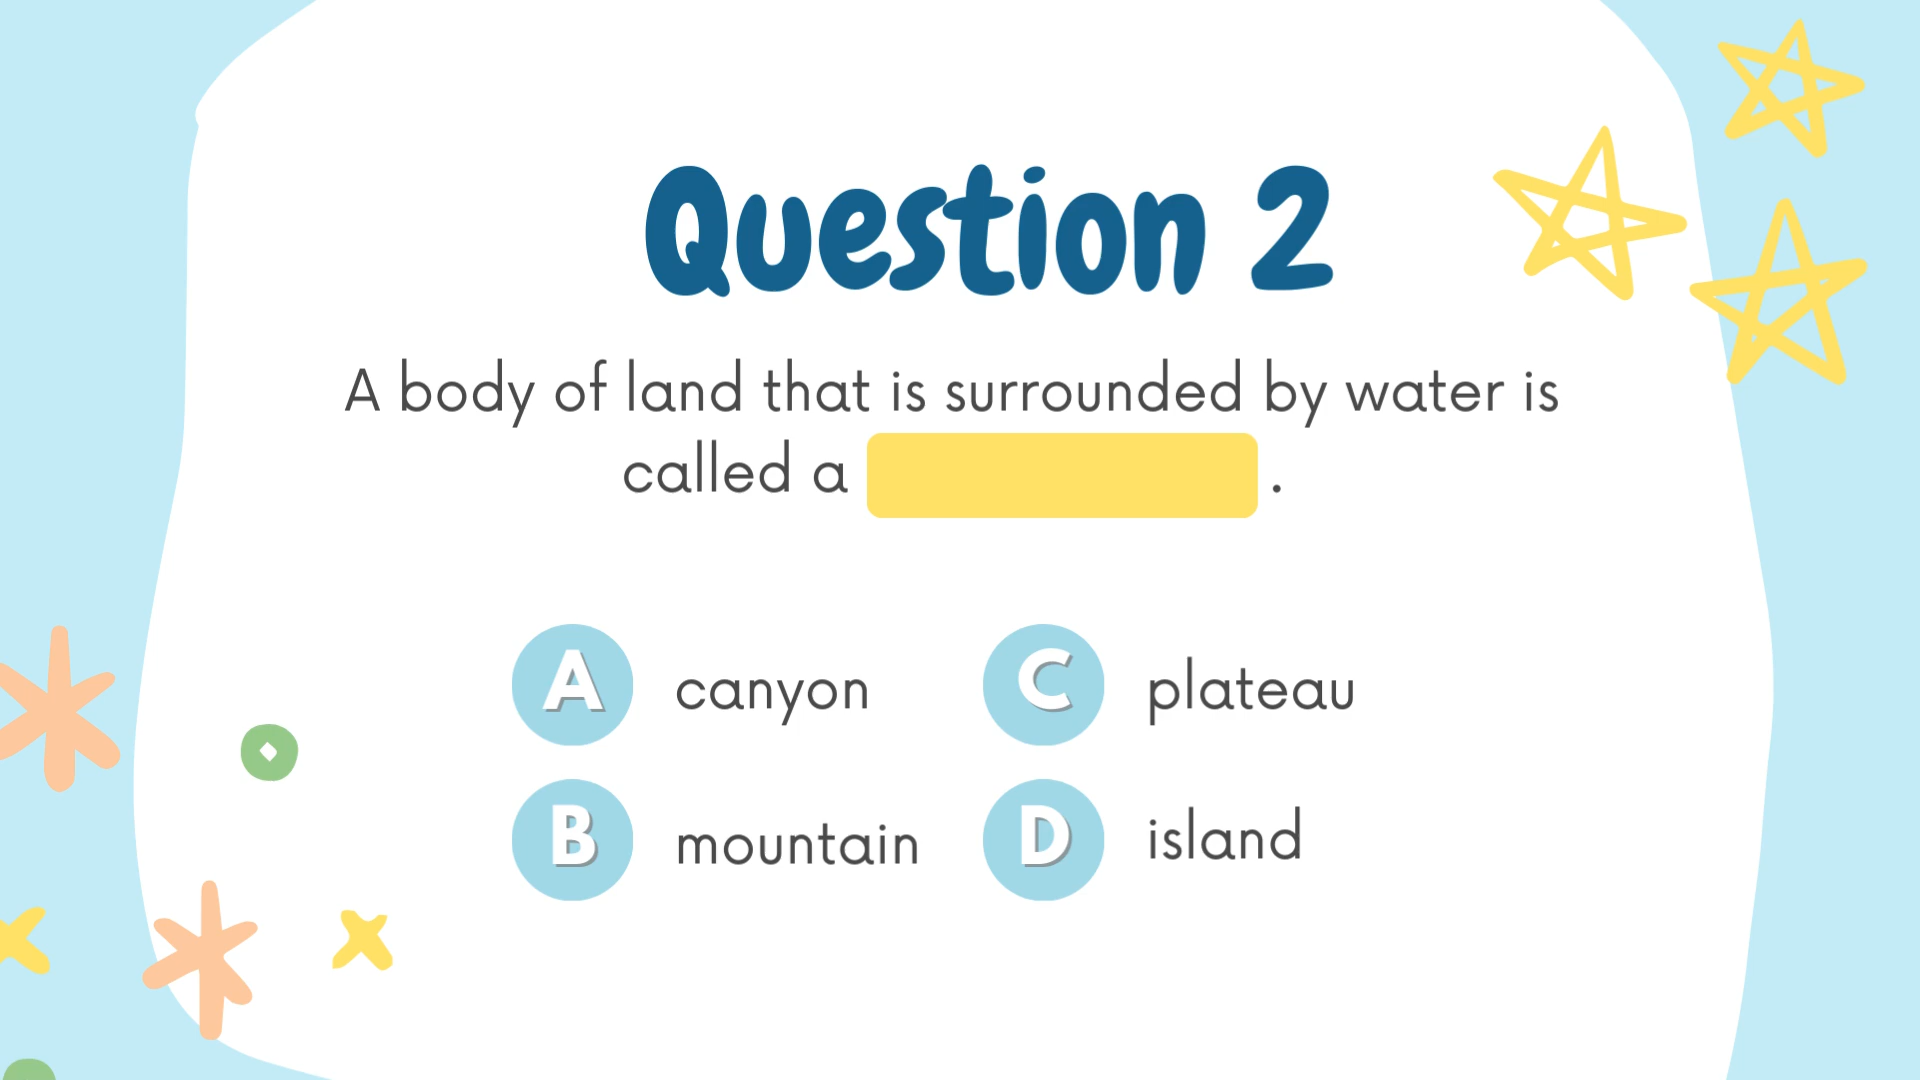 Question 2
A body of land that is surrounded by water is
called a .
A canyon
B mountain
C plateau
D island